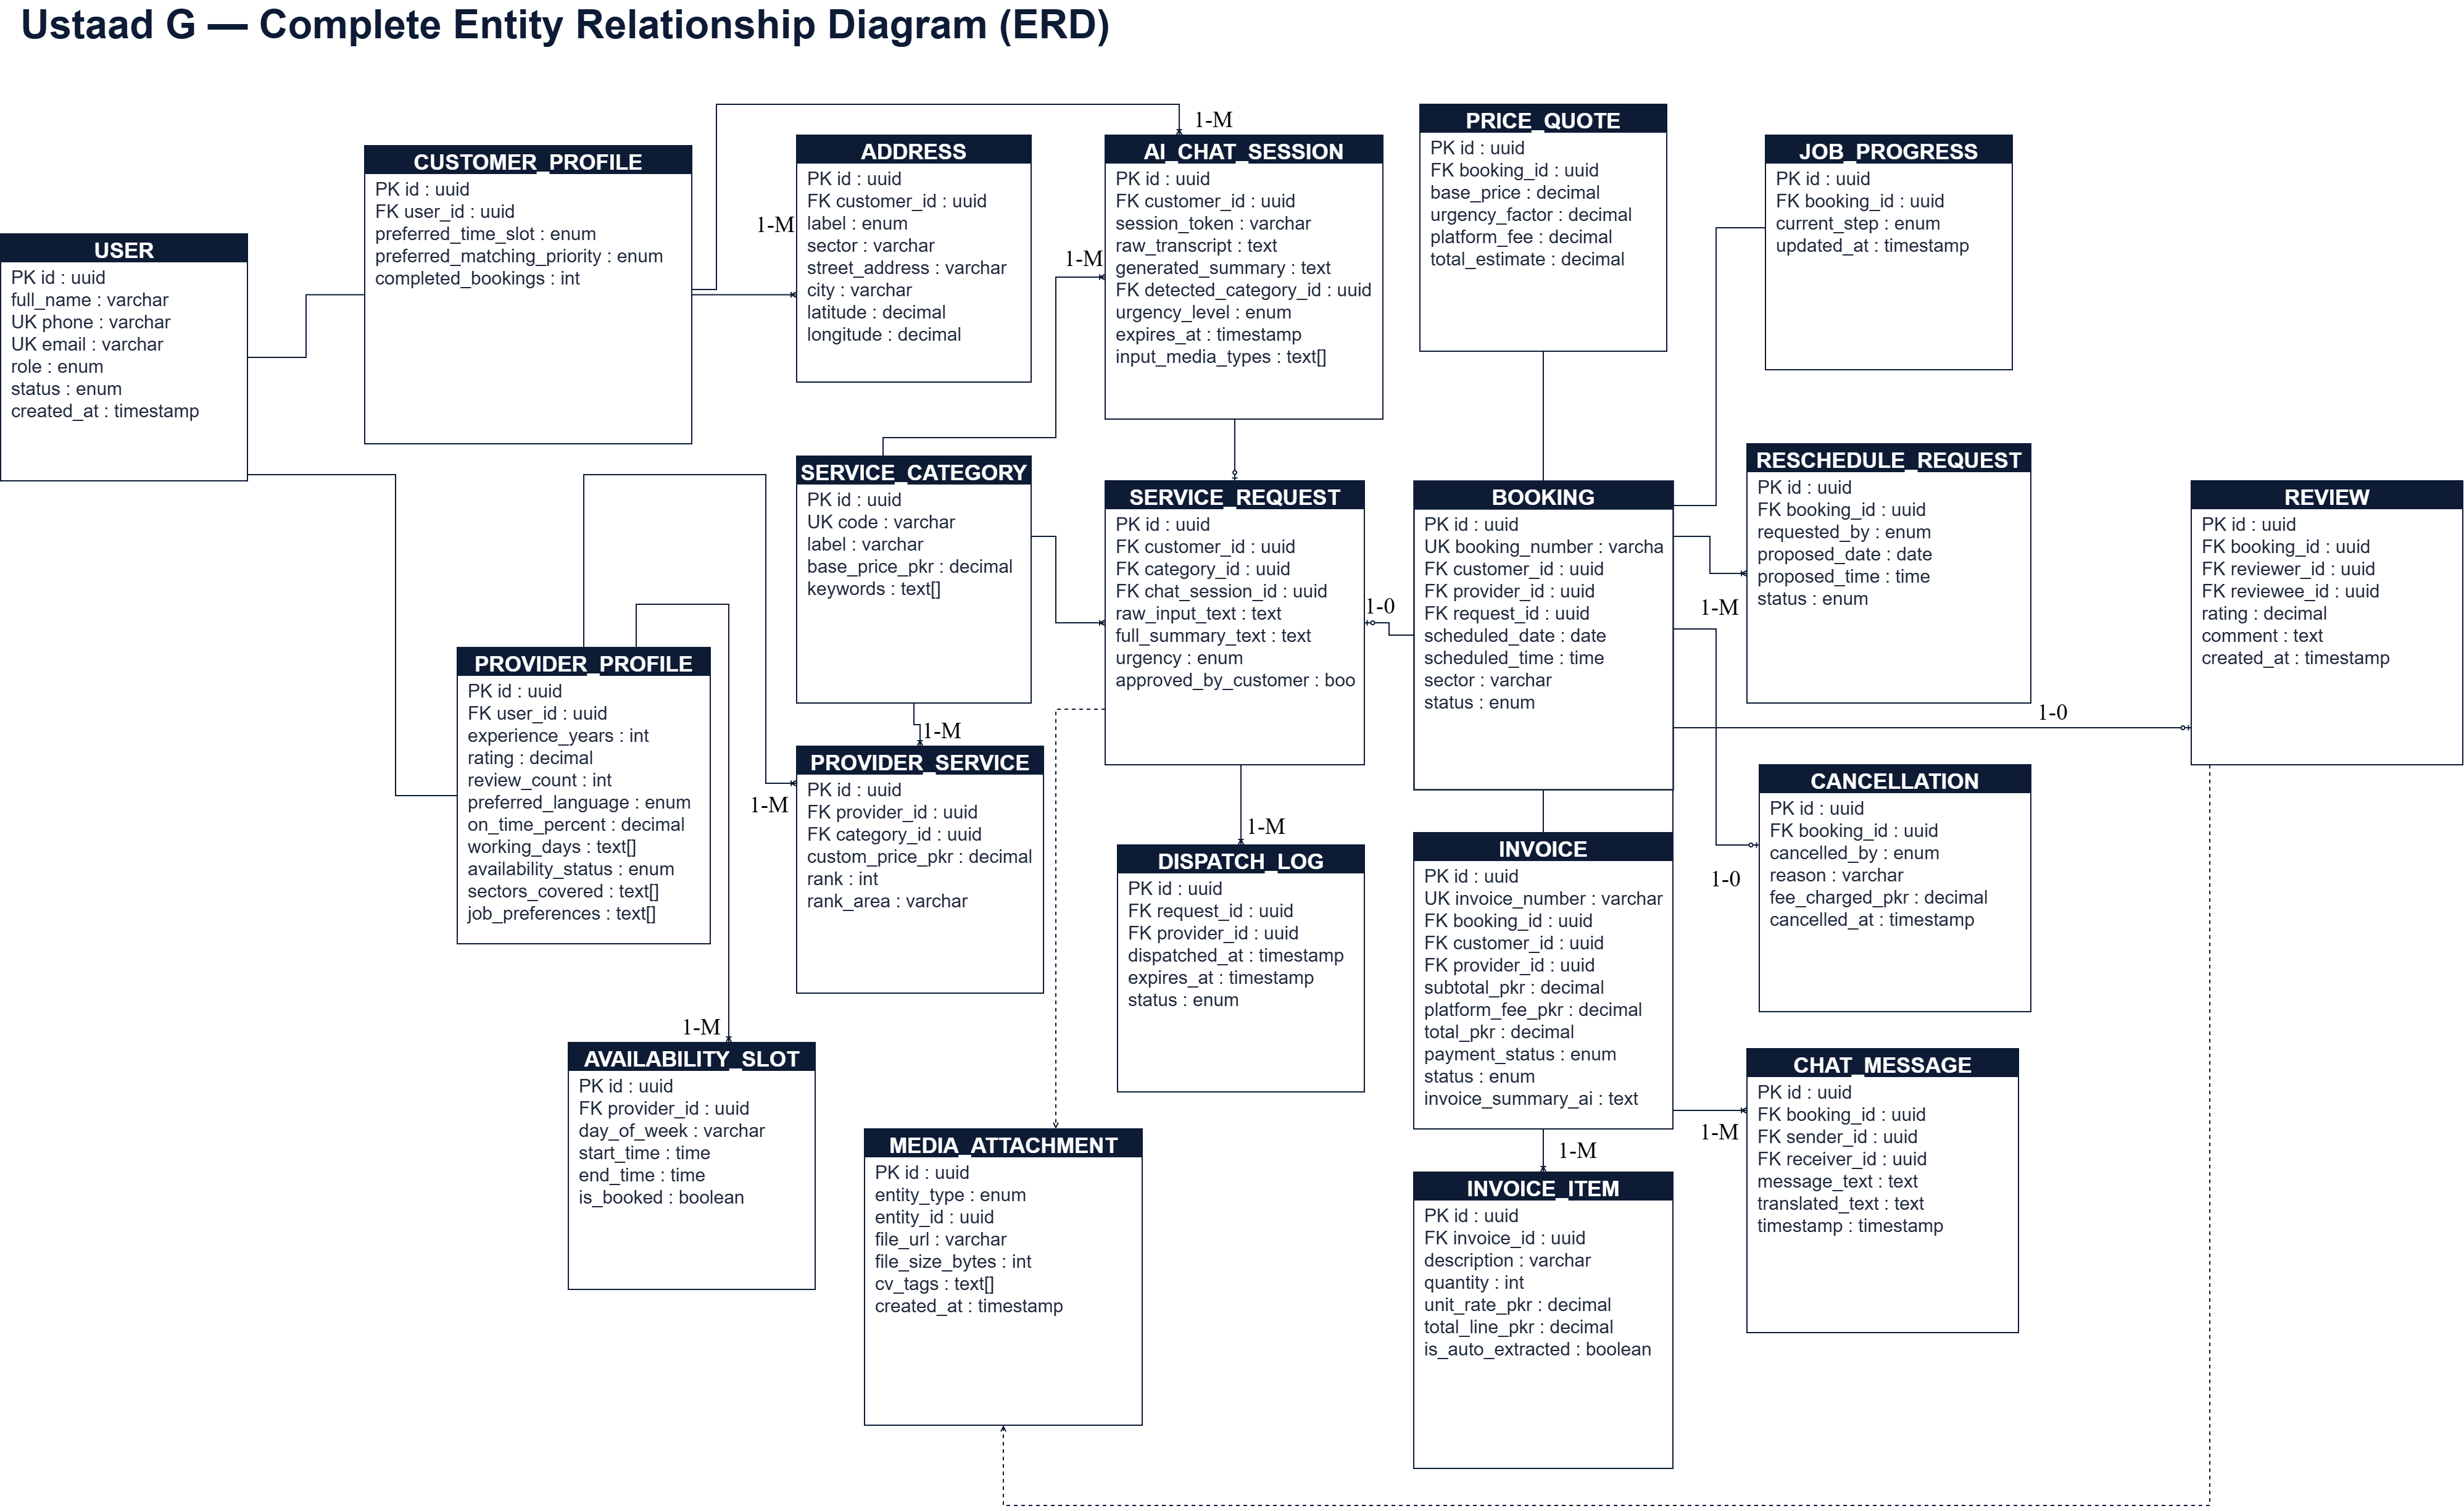 Ustaad G — Complete Entity Relationship Diagram (ERD)
USER
PK id : uuid
full_name : varchar
UK phone : varchar
UK email : varchar
role : enum
status : enum
created_at : timestamp
CUSTOMER_PROFILE
PK id : uuid
FK user_id : uuid
preferred_time_slot : enum
preferred_matching_priority : enum
completed_bookings : int
1-M
ADDRESS
PK id : uuid
FK customer_id : uuid
label : enum
sector : varchar
street_address : varchar
city : varchar
latitude : decimal
longitude : decimal
1-M
1-M
AI_CHAT_SESSION
PK id : uuid
FK customer_id : uuid
session_token : varchar
raw_transcript : text
generated_summary : text
FK detected_category_id : uuid
urgency_level : enum
expires_at : timestamp
input_media_types : text[]
PRICE_QUOTE
PK id : uuid
FK booking_id : uuid
base_price : decimal
urgency_factor : decimal
platform_fee : decimal
total_estimate : decimal
JOB_PROGRESS
PK id : uuid
FK booking_id : uuid
current_step : enum
updated_at : timestamp
SERVICE_CATEGORY
PK id : uuid
UK code : varchar
label : varchar
base_price_pkr : decimal
keywords : text[]
SERVICE_REQUEST
PK id : uuid
FK customer_id : uuid
FK category_id : uuid
FK chat_session_id : uuid
raw_input_text : text
full_summary_text : text
urgency : enum
approved_by_customer : boo
1-0
BOOKING
PK id : uuid
UK booking_number : varcha
FK customer_id : uuid
FK provider_id : uuid
FK request_id : uuid
scheduled_date : date
scheduled_time : time
sector : varchar
status : enum
RESCHEDULE_REQUEST
PK id : uuid
FK booking_id : uuid
requested_by : enum
proposed_date : date
proposed_time : time
status : enum
1-M
REVIEW
PK id : uuid
FK booking_id : uuid
FK reviewer_id : uuid
FK reviewee_id : uuid
rating : decimal
comment : text
created_at : timestamp
1-0
PROVIDER_PROFILE
PK id : uuid
FK user_id : uuid
experience_years : int
rating : decimal
review_count : int
preferred_language : enum
on_time_percent : decimal
working_days : text[]
availability_status : enum
sectors_covered : text[]
job_preferences : text[]
1-M
1-M
PROVIDER_SERVICE
PK id : uuid
FK provider_id : uuid
FK category_id : uuid
custom_price_pkr : decimal
rank : int
rank_area : varchar
1-M
DISPATCH_LOG
PK id : uuid
FK request_id : uuid
FK provider_id : uuid
dispatched_at : timestamp
expires_at : timestamp
status : enum
INVOICE
PK id : uuid
UK invoice_number : varchar
FK booking_id : uuid
FK customer_id : uuid
FK provider_id : uuid
subtotal_pkr : decimal
platform_fee_pkr : decimal
total_pkr : decimal
payment_status : enum
status : enum
invoice_summary_ai : text
CANCELLATION
PK id : uuid
FK booking_id : uuid
cancelled_by : enum
reason : varchar
fee_charged_pkr : decimal
cancelled_at : timestamp
1-0
1-M
AVAILABILITY_SLOT
PK id : uuid
FK provider_id : uuid
day_of_week : varchar
start_time : time
end_time : time
is_booked : boolean
MEDIA_ATTACHMENT
PK id : uuid
entity_type : enum
entity_id : uuid
file_url : varchar
file_size_bytes : int
cv_tags : text[]
created_at : timestamp
1-M
INVOICE_ITEM
PK id : uuid
FK invoice_id : uuid
description : varchar
quantity : int
unit_rate_pkr : decimal
total_line_pkr : decimal
is_auto_extracted : boolean
1-M
CHAT_MESSAGE
PK id : uuid
FK booking_id : uuid
FK sender_id : uuid
FK receiver_id : uuid
message_text : text
translated_text : text
timestamp : timestamp